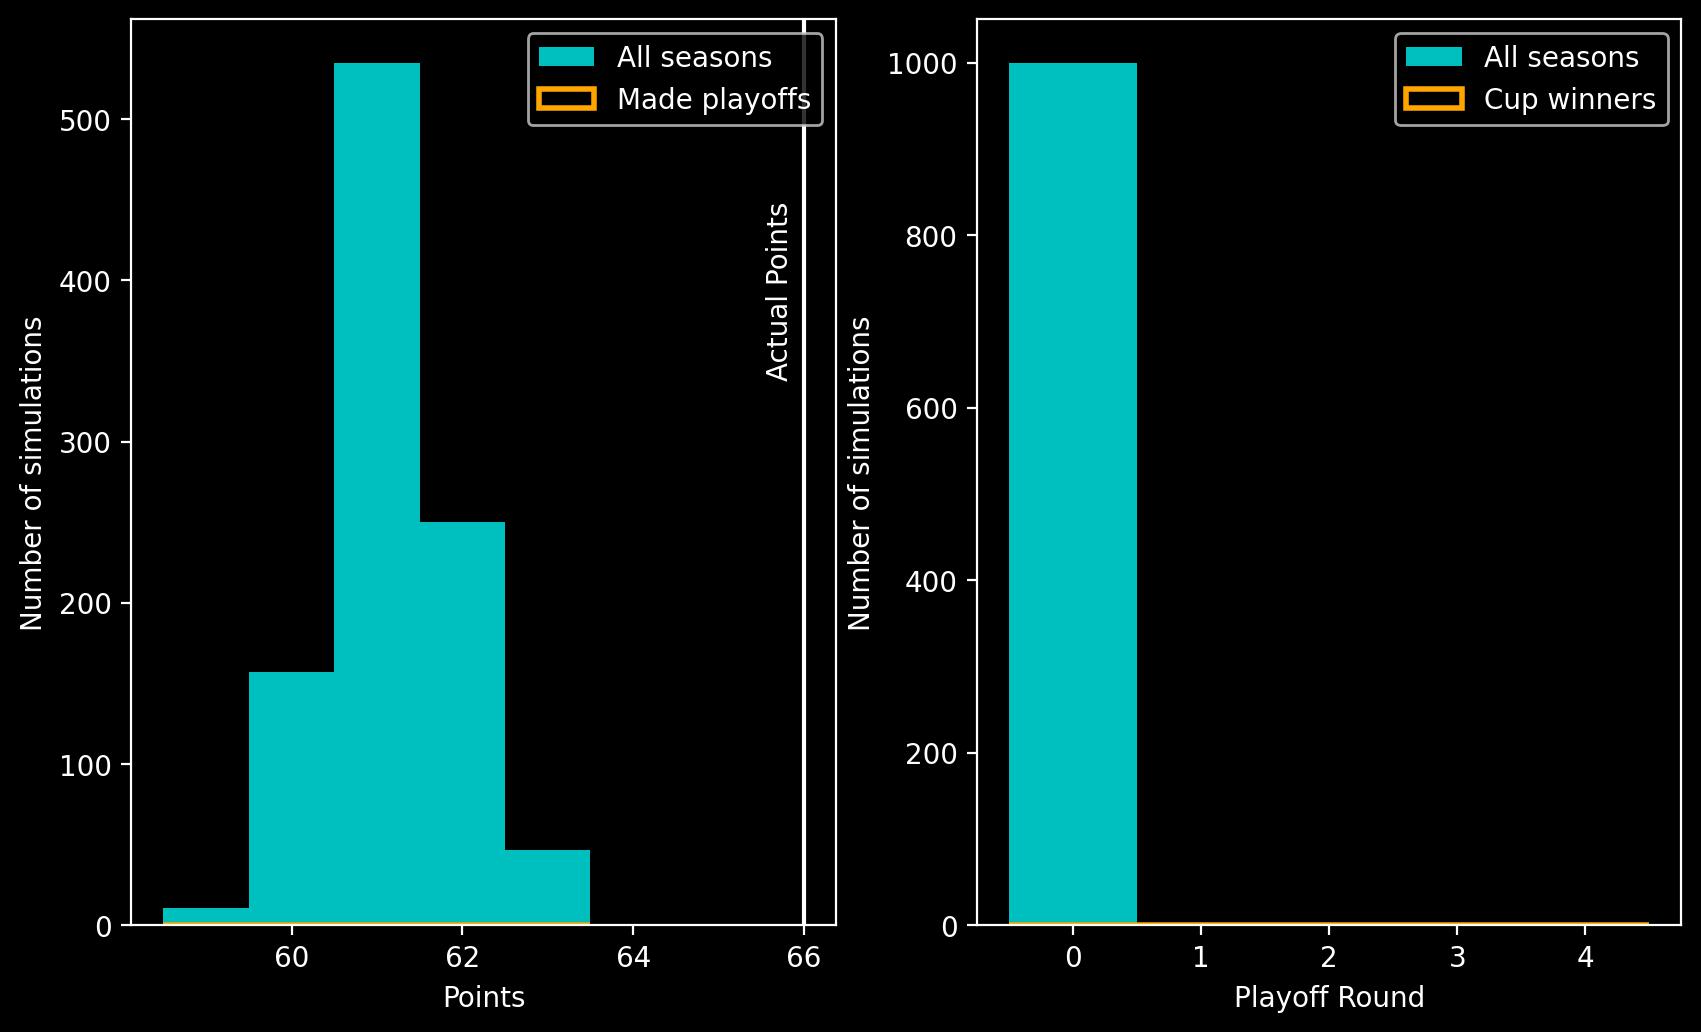 All seasons
Made playoffs
Actual Points
Number of simulations
500
400
300
200
100
0
60
62
64
66
Points
All seasons
Cup winners
Number of simulations
1000
800
600
400
200
0
0
1
2
3
4
Playoff Round